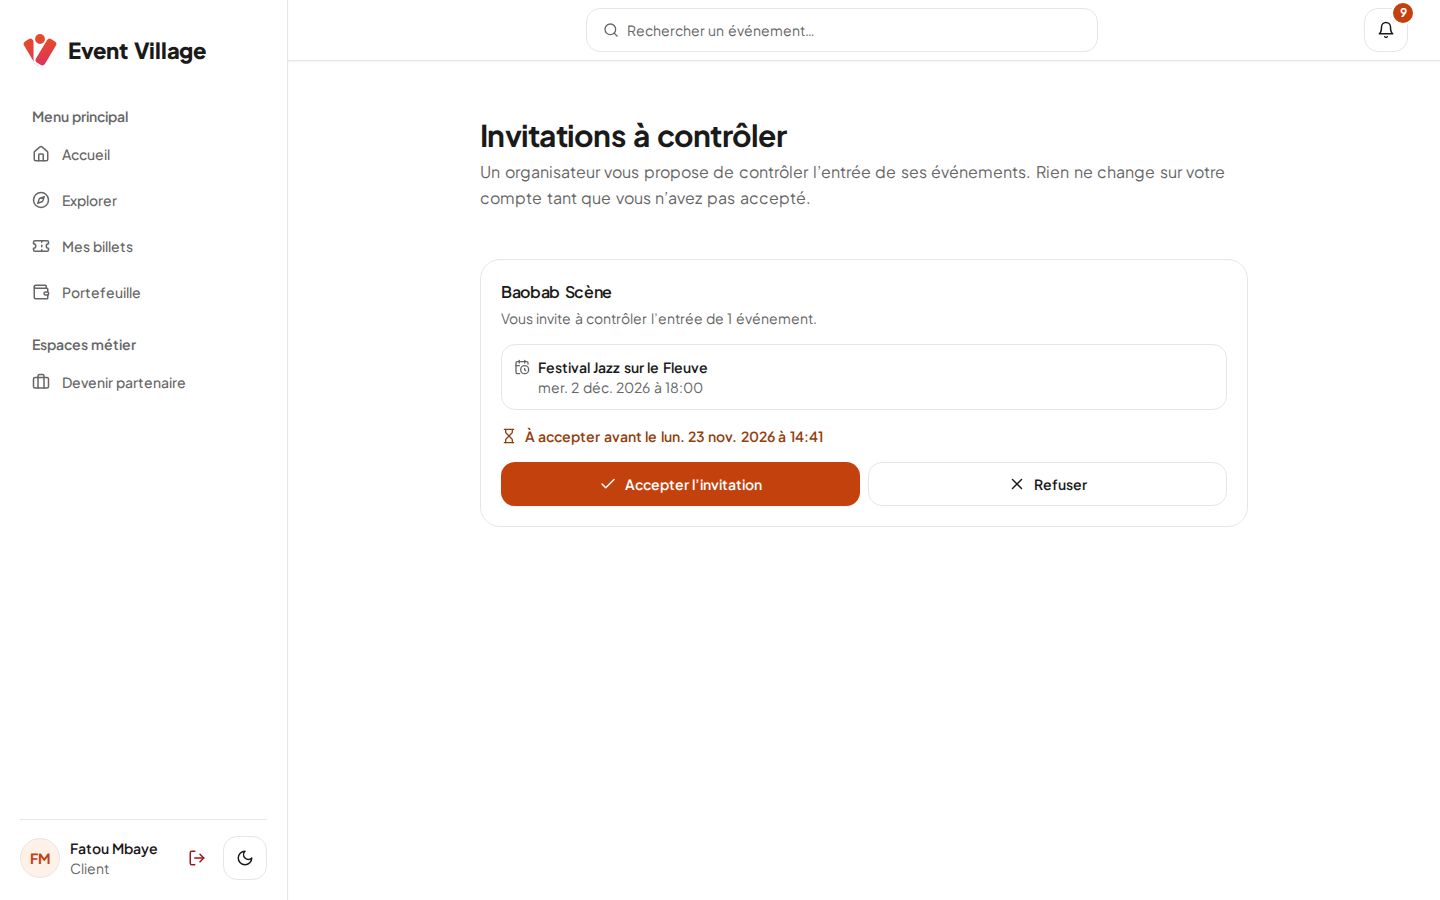 Event Village
Menu principal
Accueil
Explorer
Mes billets
Portefeuille
Espaces métier
Devenir partenaire
FM
Fatou Mbaye
Client
Rechercher un événement…
9
Invitations à contrôler
Un organisateur vous propose de contrôler l’entrée de ses événements. Rien ne change sur votre
compte tant que vous n’avez pas accepté.
Baobab Scène
Vous invite à contrôler l’entrée de 1 événement.
Festival Jazz sur le Fleuve
mer. 2 déc. 2026 à 18:00
À accepter avant le lun. 23 nov. 2026 à 14:41
Accepter l’invitation
Refuser